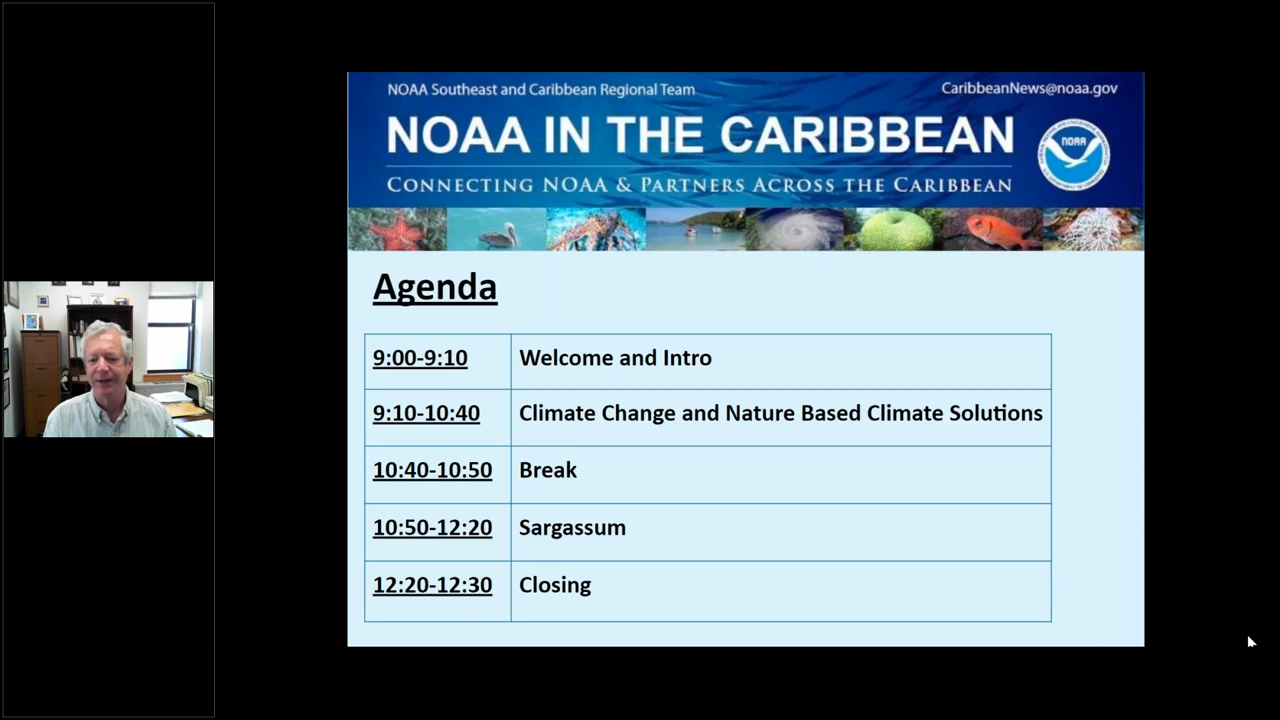 NOAA Southeast and Caribbean Regional Team
CaribbeanNews@noaa.gov
NOAA IN THE CARIBBEAN
NOAA
CONNECTING NOAA & PARTNERS ACROSS THE CARIBBEAN
Agenda
9:00-9:10 Welcome and Intro
9:10-10:40 Climate Change and Nature Based Climate Solutions
10:40-10:50 Break
10:50-12:20 Sargassum
12:20-12:30 Closing